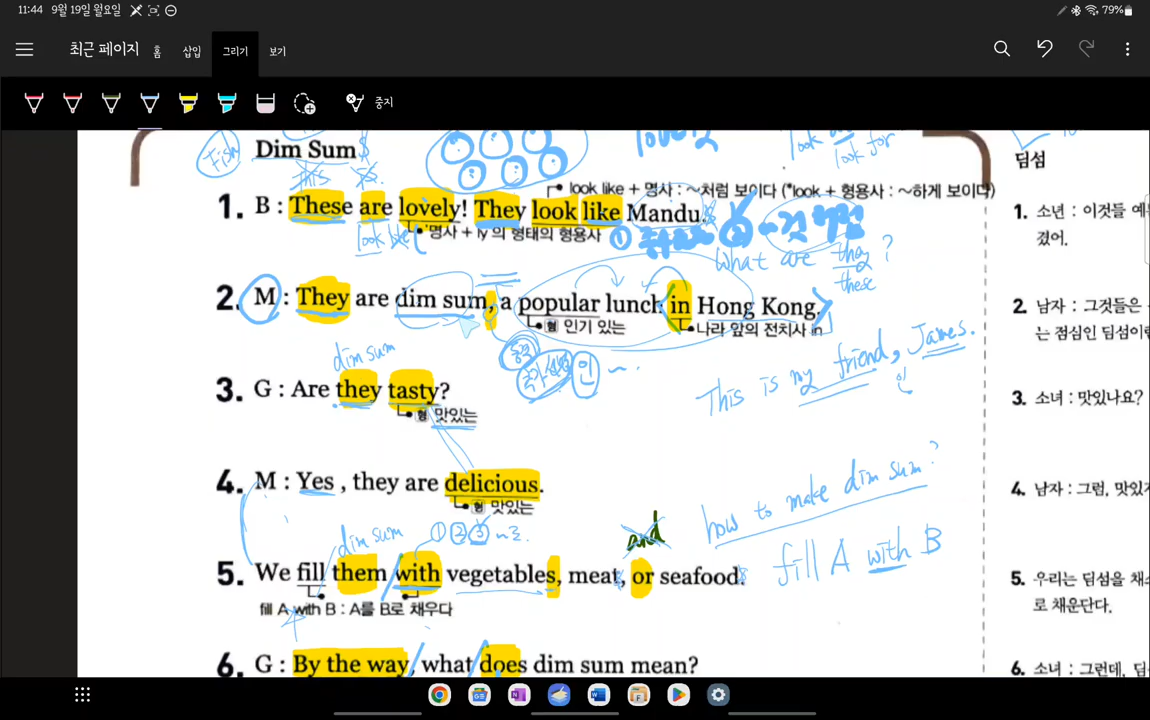 11:44 9월 19일 월요일 79%
최근 페이지 홈 삽입 그리기 보기
중지
look for
Fish Dim Sum
딤섬
look like + 명사 : ~처럼 보이다 (*look + 형용사 : ~하게 보이다)
1. B : These are lovely! They look like Mandu.
명사 + ly 의 형태의 형용사
1. 소년 : 이것들 예
겼어.
What are they ?
these
2. M : They are dim sum, a popular lunch in Hong Kong.
형 인기 있는
나라 앞의 전치사 in
2. 남자 : 그것들은
는 점심인 딤섬이
dim sum
인 ~.
This is my friend, James.
인
3. G : Are they tasty?
형 맛있는
3. 소녀 : 맛있나요?
4. M : Yes , they are delicious.
형 맛있는
4. 남자 : 그럼, 맛있
how to make dim sum?
dim sum ① ② ③ ~로
and
fill A with B
5. We fill them with vegetables, meat, or seafood.
fill A with B : A를 B로 채우다
5. 우리는 딤섬을 채
로 채운단다.
6. G : By the way, what does dim sum mean?
6. 소녀 : 그런데, 딤